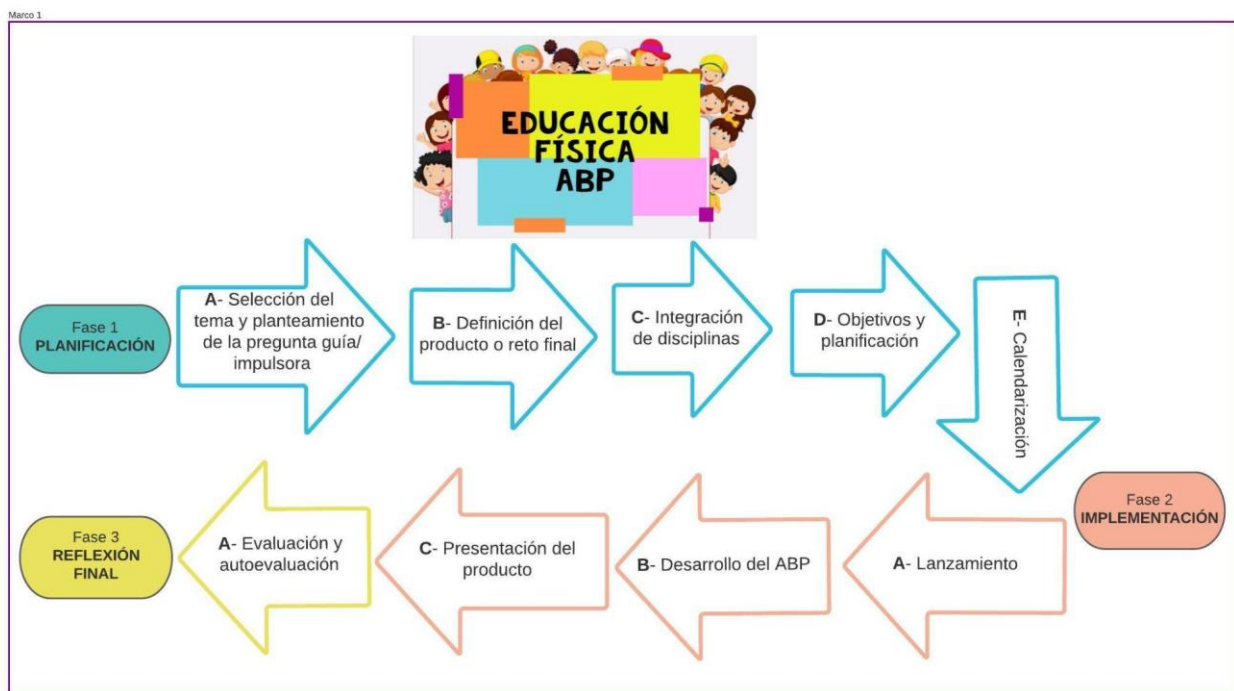 Marco 1
EDUCACIÓN
FÍSICA
ABP
Fase 1
PLANIFICACIÓN
A- Selección del
tema y planteamiento
de la pregunta guía/
impulsora
B- Definición del
producto o reto final
C- Integración
de disciplinas
D- Objetivos y
planificación
E- Calendarización
Fase 2
IMPLEMENTACIÓN
A- Lanzamiento
B- Desarrollo del ABP
C- Presentación del
producto
A- Evaluación y
autoevaluación
Fase 3
REFLEXIÓN
FINAL